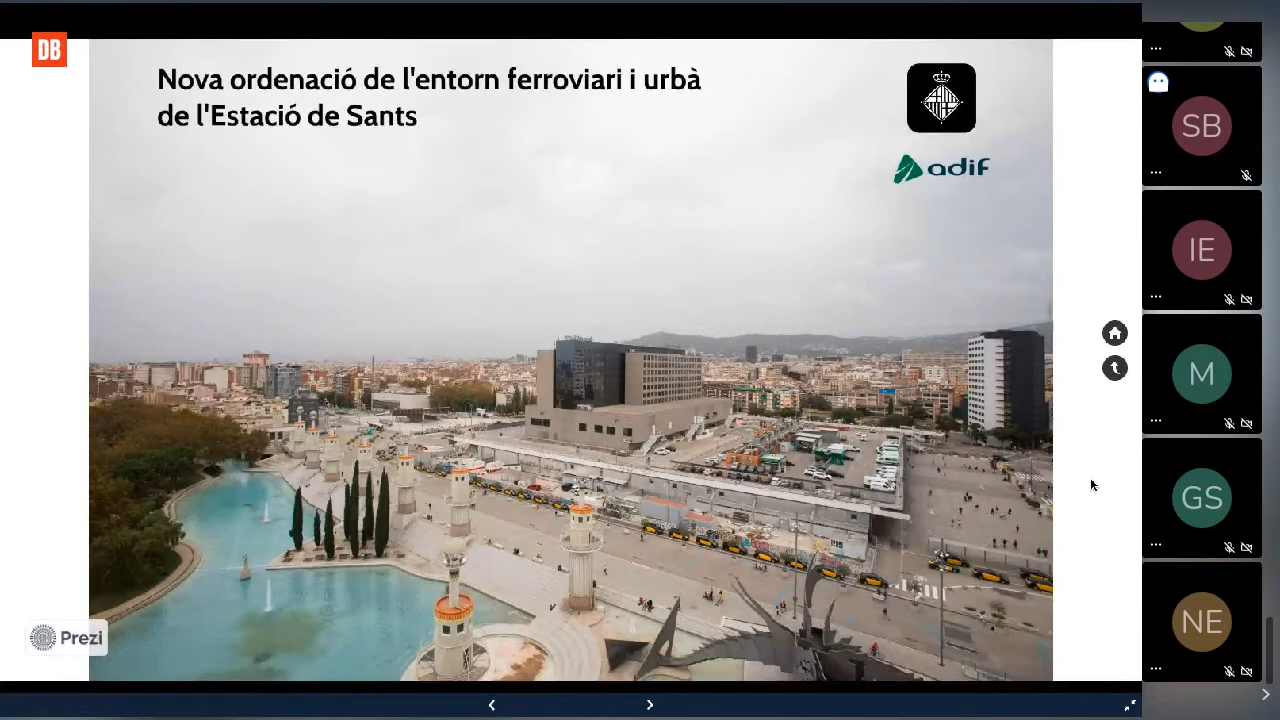 DB
Nova ordenació de l'entorn ferroviari i urbà
de l'Estació de Sants
adif
Prezi
SB
IE
M
GS
NE